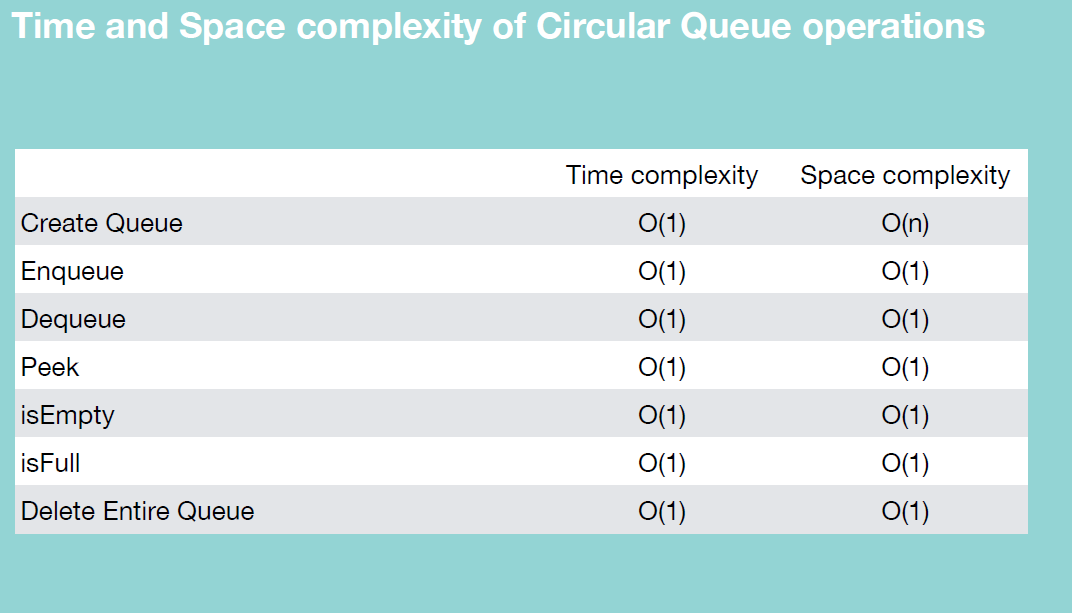 Time and Space complexity of Circular Queue operations
Time complexity Space complexity
Create Queue O(1) O(n)
Enqueue O(1) O(1)
Dequeue O(1) O(1)
Peek O(1) O(1)
isEmpty O(1) O(1)
isFull O(1) O(1)
Delete Entire Queue O(1) O(1)